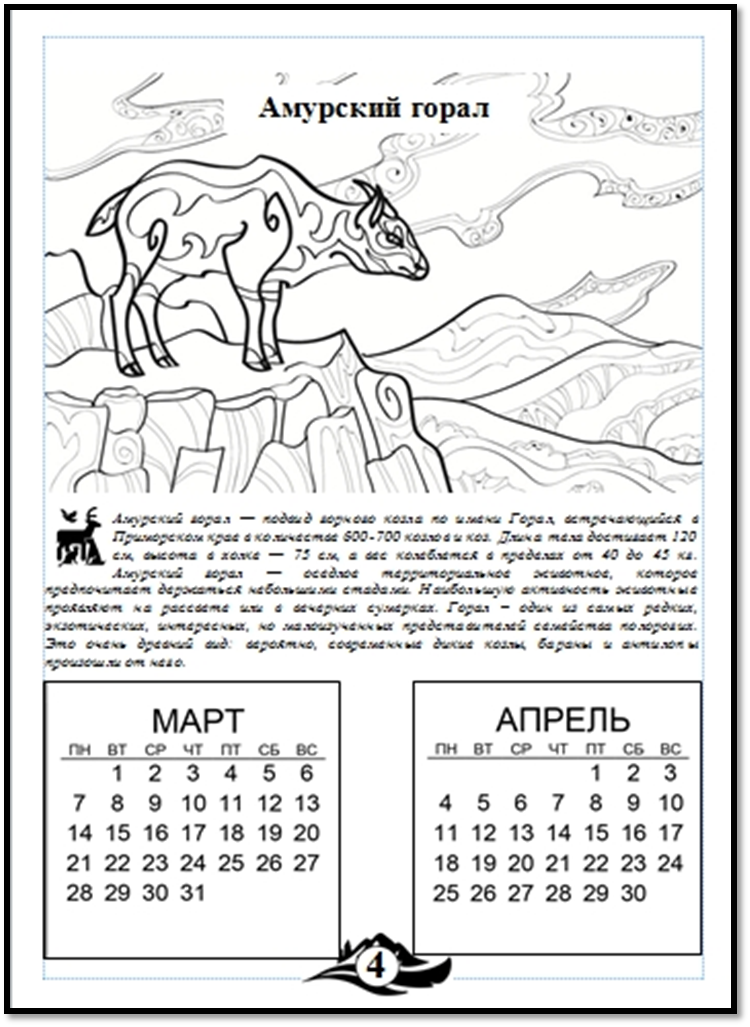 Амурский горал
Амурский горал — подвид горного козла по имени Горал, встречающийся в
Приморском крае в количестве 600-700 козлов и коз. Длина тела достигает 120
см, высота в холке — 75 см, а вес колеблется в пределах от 40 до 45 кг.
Амурский горал — оседлое территориальное животное, которое
предпочитает держаться небольшими стадами. Наибольшую активность животные
проявляют на рассвете или в вечерних сумерках. Горал – один из самых редких,
экзотических, интересных, но малоизученных представителей семейства полорогих.
Это очень древний вид: вероятно, современные дикие козлы, бараны и антилопы
произошли от него.
МАРТ
ПН ВТ СР ЧТ ПТ СБ ВС
1 2 3 4 5 6
7 8 9 10 11 12 13
14 15 16 17 18 19 20
21 22 23 24 25 26 27
28 29 30 31
АПРЕЛЬ
ПН ВТ СР ЧТ ПТ СБ ВС
1 2 3
4 5 6 7 8 9 10
11 12 13 14 15 16 17
18 19 20 21 22 23 24
25 26 27 28 29 30
4